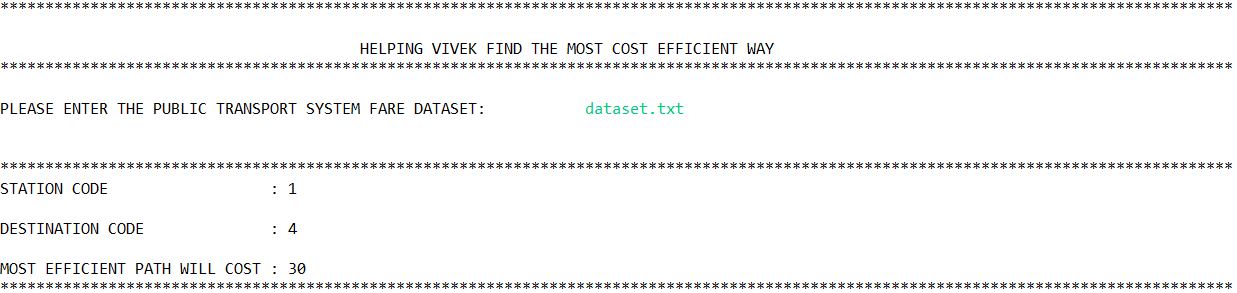 *****************************************************************************************************************************************
HELPING VIVEK FIND THE MOST COST EFFICIENT WAY
*****************************************************************************************************************************************
PLEASE ENTER THE PUBLIC TRANSPORT SYSTEM FARE DATASET: dataset.txt
*****************************************************************************************************************************************
STATION CODE : 1
DESTINATION CODE : 4
MOST EFFICIENT PATH WILL COST : 30
*****************************************************************************************************************************************